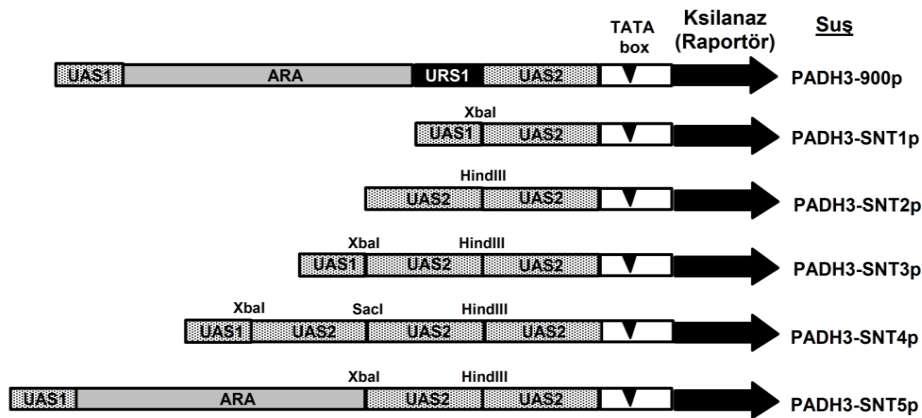 TATA box
Ksilanaz (Raportör)
Suş
UAS1 ARA URS1 UAS2 PADH3-900p
XbaI
UAS1 UAS2 PADH3-SNT1p
HindIII
UAS2 UAS2 PADH3-SNT2p
XbaI HindIII
UAS1 UAS2 UAS2 PADH3-SNT3p
XbaI SacI HindIII
UAS1 UAS2 UAS2 UAS2 PADH3-SNT4p
XbaI HindIII
UAS1 ARA UAS2 UAS2 PADH3-SNT5p